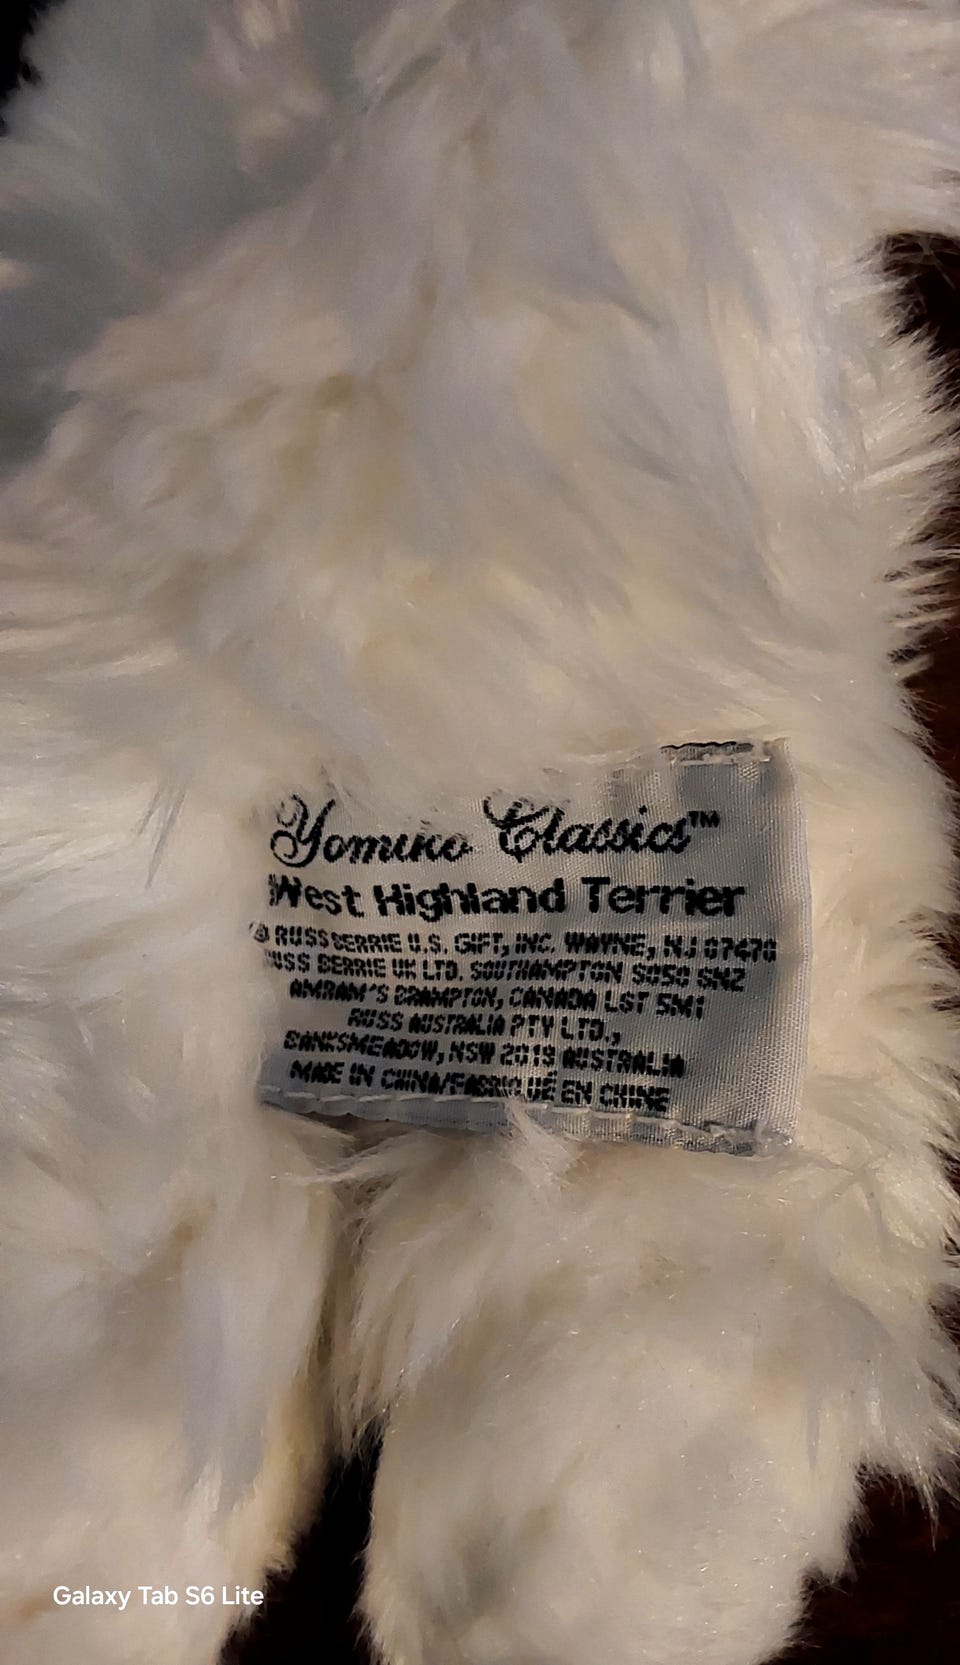 Yomiko Classics™
West Highland Terrier
RUSS BERRIE U.S. GIFT, INC. WAYNE, NJ 07470
USS BERRIE UK LTD. SOUTHAMPTON SO50 SN2
AMRAM'S BRAMPTON, CANADA L6T 5M1
RUSS AUSTRALIA PTY LTD.,
BANKSMEADOW, NSW 2019 AUSTRALIA
MADE IN CHINA/FABRIQUÉ EN CHINE
Galaxy Tab S6 Lite